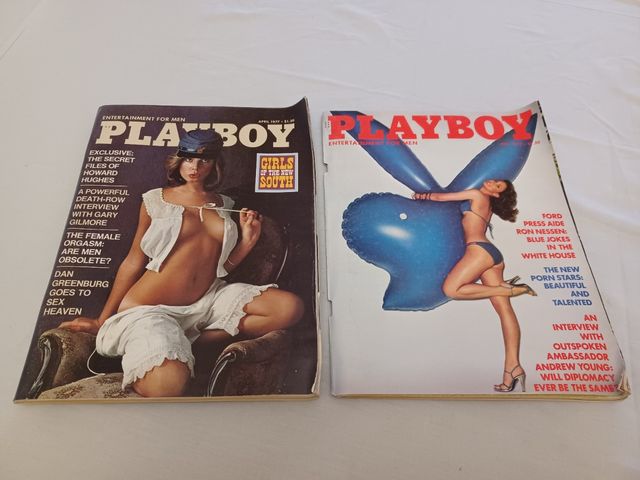 ENTERTAINMENT FOR MEN
APRIL 1977 • $1.50
PLAYBOY
EXCLUSIVE:
THE SECRET
FILES OF
HOWARD
HUGHES
A POWERFUL
DEATH-ROW
INTERVIEW
WITH GARY
GILMORE
THE FEMALE
ORGASM:
ARE MEN
OBSOLETE?
DAN
GREENBURG
GOES TO
SEX
HEAVEN
GIRLS
OF THE NEW
SOUTH
PLAYBOY
ENTERTAINMENT FOR MEN
FORD
PRESS AIDE
RON NESSEN:
BLUE JOKES
IN THE
WHITE HOUSE
THE NEW
PORN STARS:
BEAUTIFUL
AND
TALENTED
AN
INTERVIEW
WITH
OUTSPOKEN
AMBASSADOR
ANDREW YOUNG:
WILL DIPLOMACY
EVER BE THE SAME?